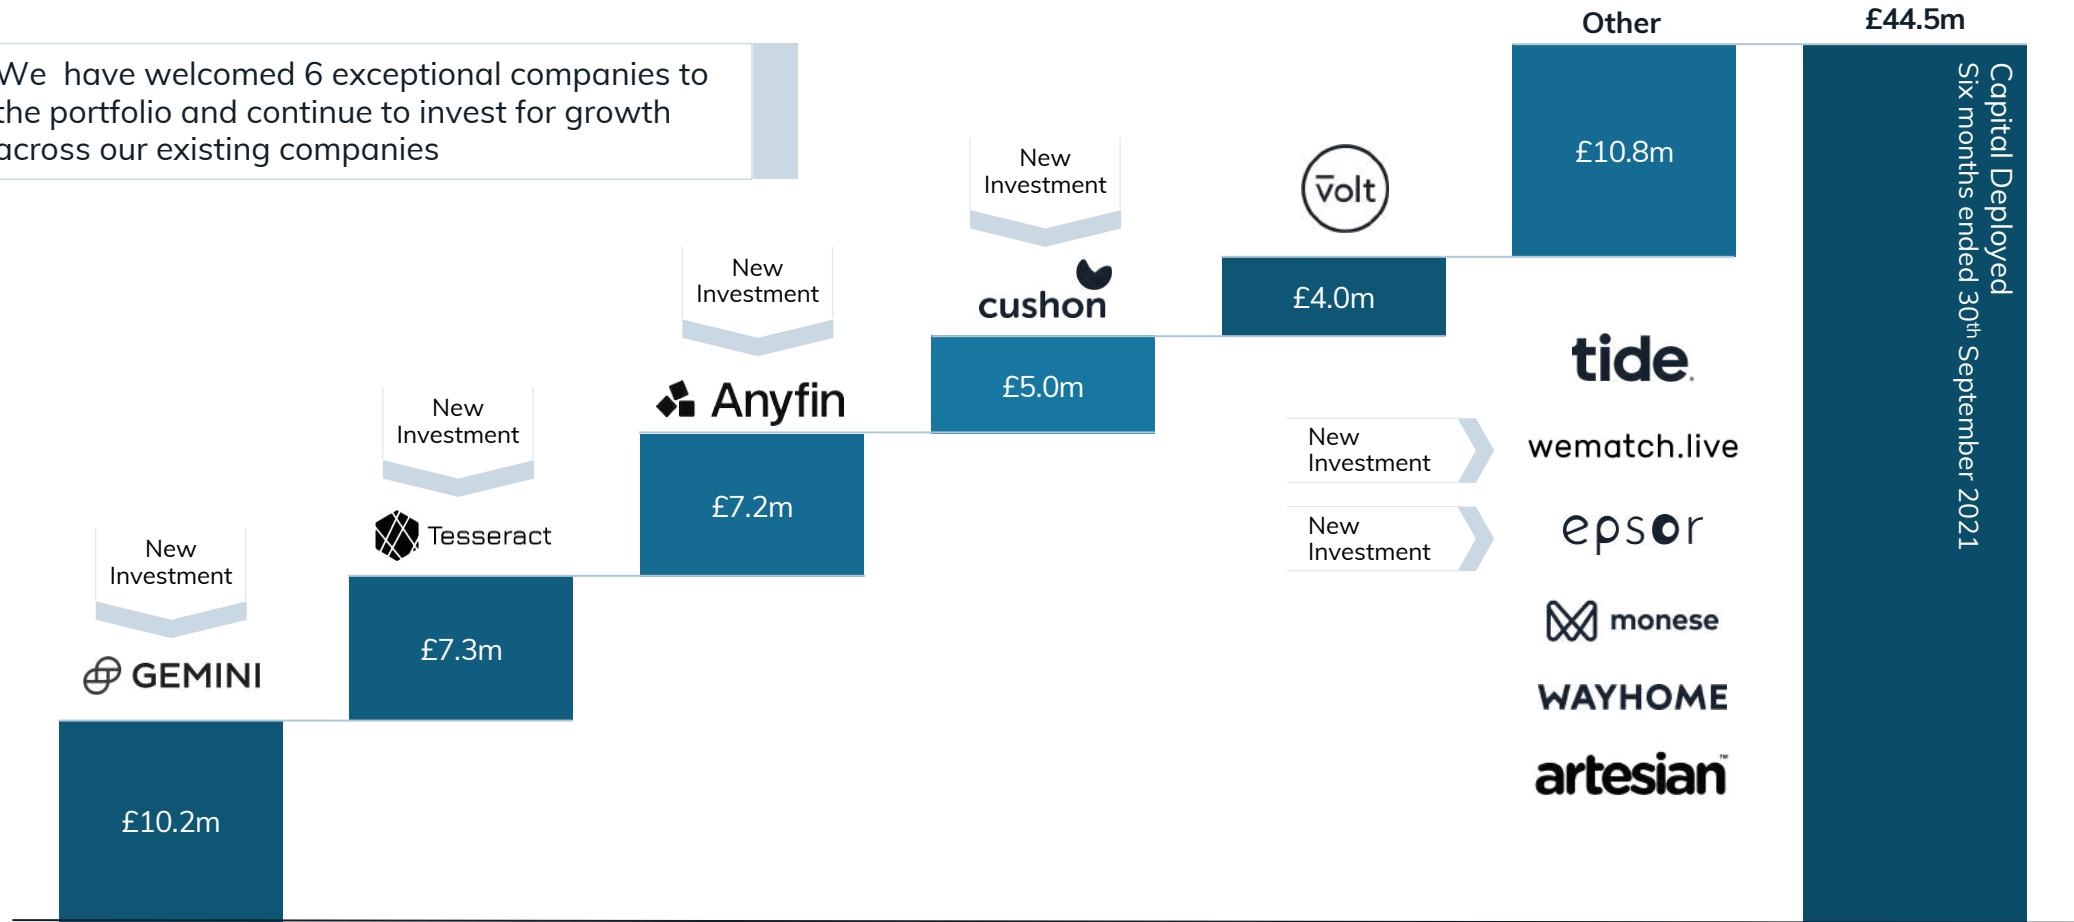 We have welcomed 6 exceptional companies to
the portfolio and continue to invest for growth
across our existing companies
New
Investment
GEMINI
£10.2m
New
Investment
Tesseract
£7.3m
New
Investment
Anyfin
£7.2m
New
Investment
cushon
£5.0m
volt
£4.0m
Other
£10.8m
tide
New
Investment
wematch.live
New
Investment
epsor
monese
WAYHOME
artesian™
£44.5m
Capital Deployed
Six months ended 30th September 2021